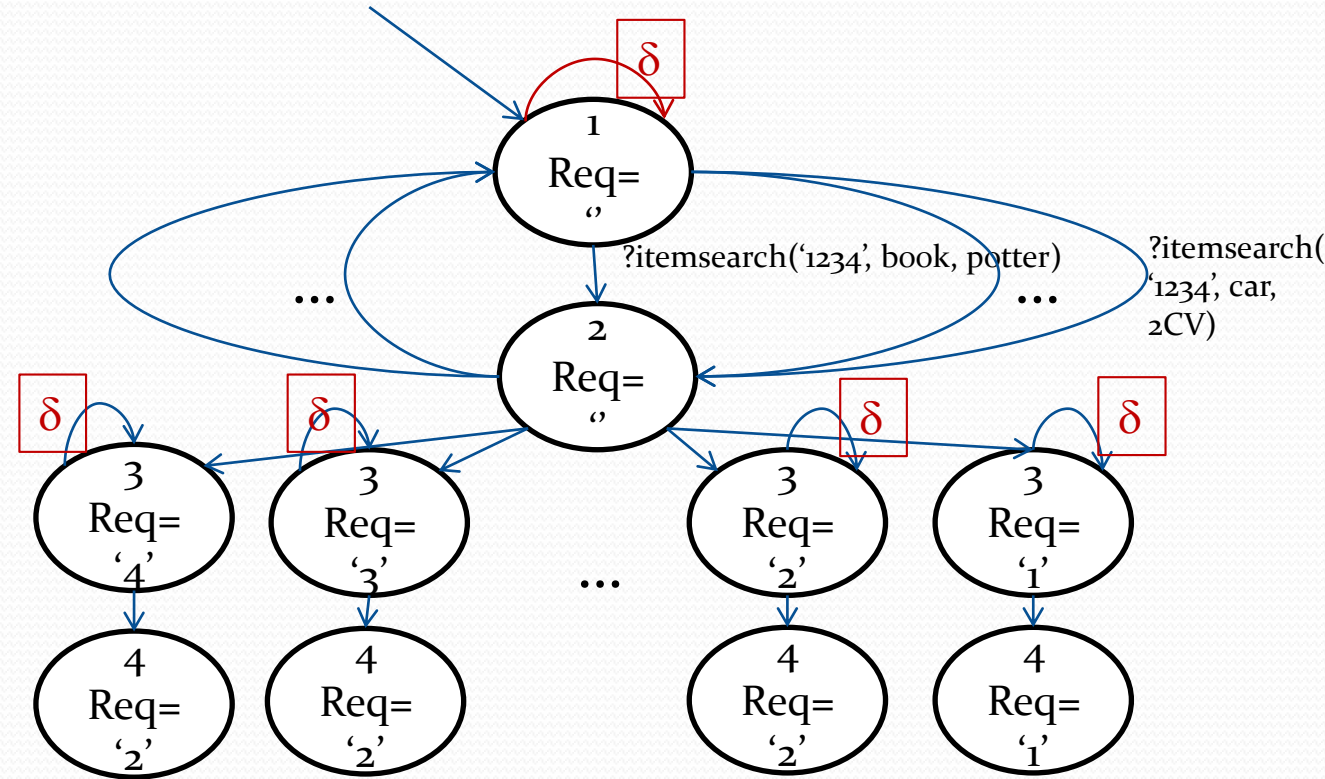 δ
1
Req=
‘’
?itemsearch(‘1234’, book, potter)
?itemsearch(
‘1234’, car,
2CV)
...
...
2
Req=
‘’
δ
δ
δ
δ
3
Req=
‘4’
3
Req=
‘3’
...
3
Req=
‘2’
3
Req=
‘1’
4
Req=
‘2’
4
Req=
‘2’
4
Req=
‘2’
4
Req=
‘1’